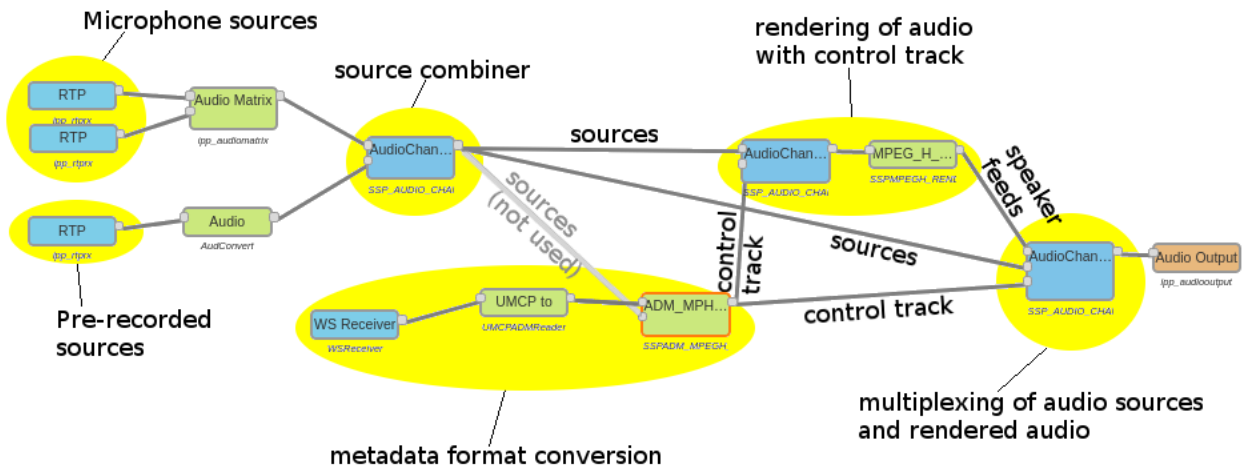 Microphone sources
RTP
ipp_rtprx
RTP
ipp_rtprx
Audio Matrix
ipp_audiomatrix
source combiner
AudioChan...
SSP_AUDIO_CHAI
RTP
ipp_rtprx
Audio
AudConvert
Pre-recorded
sources
sources
sources
(not used)
sources
WS Receiver
WSReceiver
UMCP to
UMCPADMReader
ADM_MPH...
SSPADM_MPEGH_
metadata format conversion
control
track
control track
rendering of audio
with control track
AudioChan...
SSP_AUDIO_CHAI
MPEG_H_...
SSPMPEGH_REND
speaker
feeds
AudioChan...
SSP_AUDIO_CHAI
Audio Output
ipp_audiooutput
multiplexing of audio sources
and rendered audio